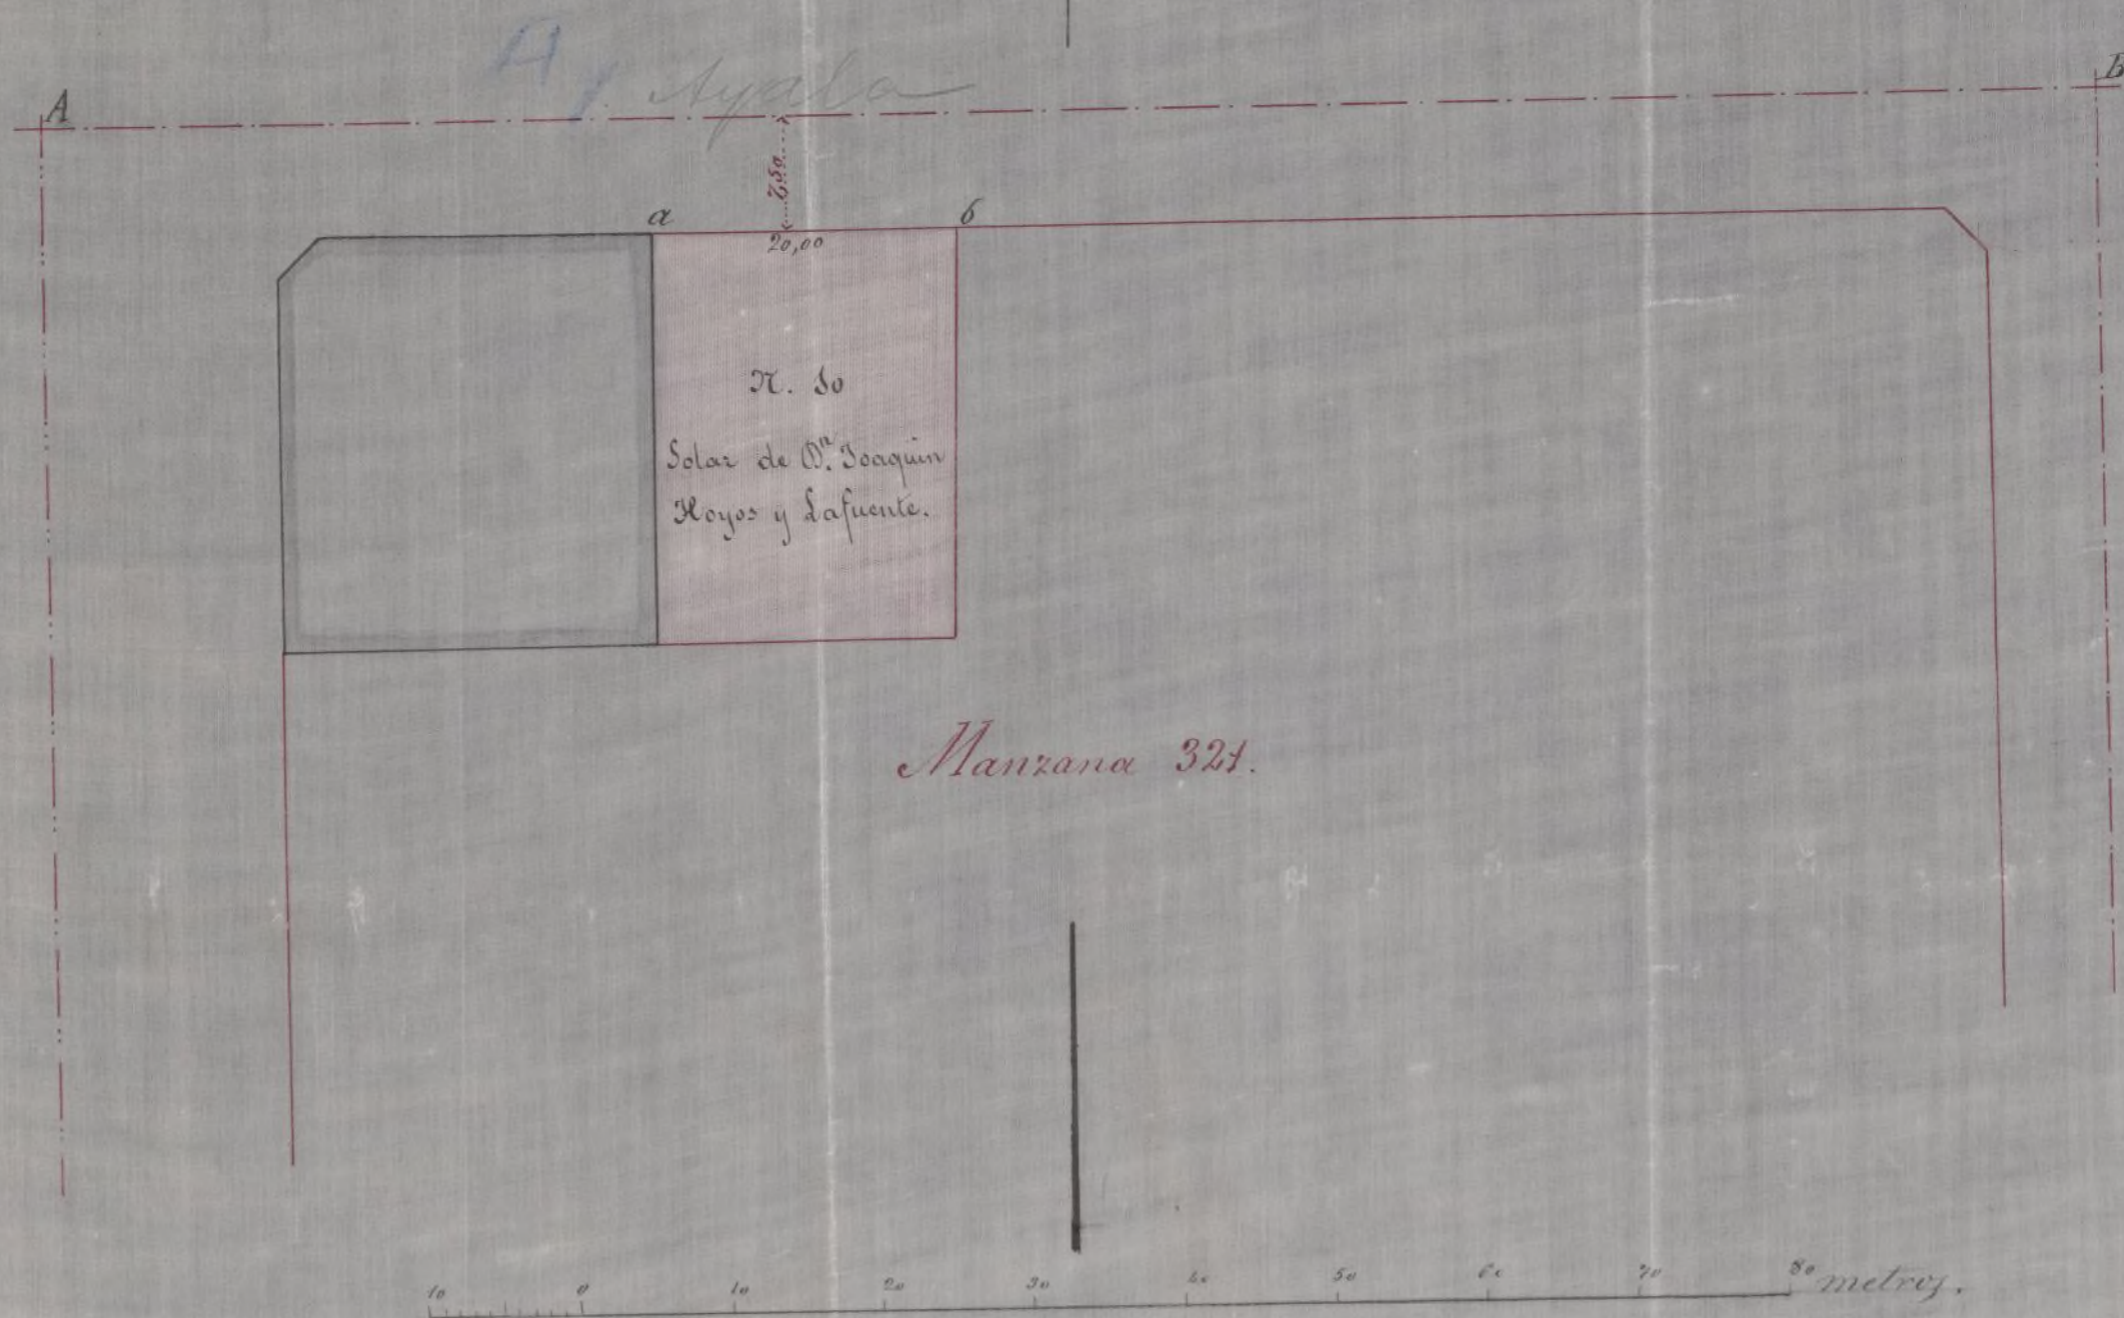 Ayala
A
B
7,50
a
b
20,00
N. 10
Solar de Dn. Joaquin
Hoyos y Lafuente.
Manzana 321.
10 0 10 20 30 40 50 60 70 80 metros.